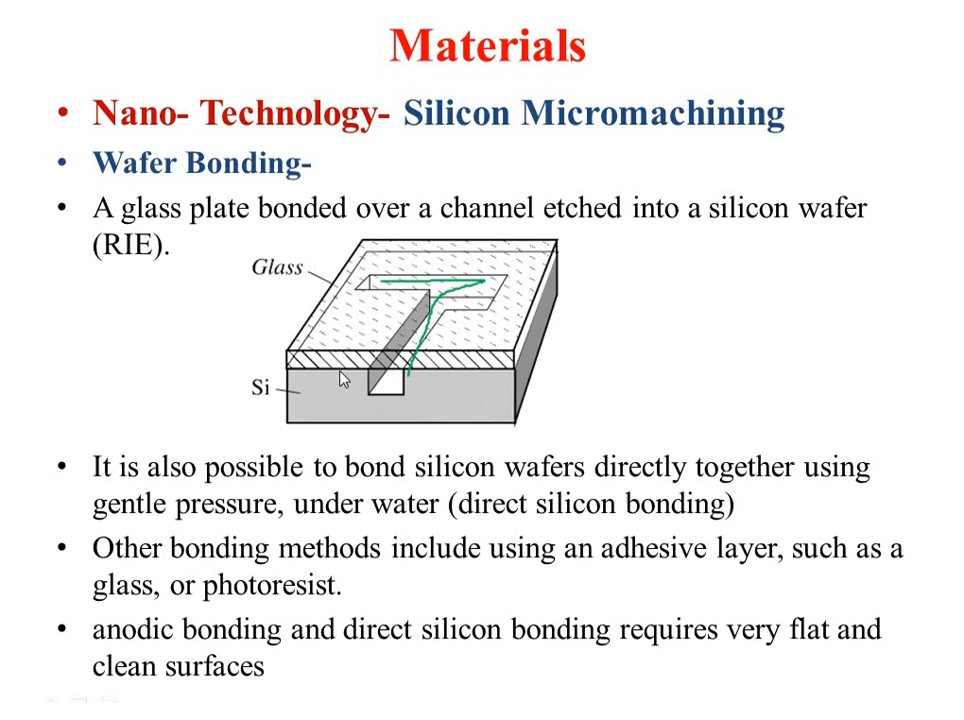 Materials
• Nano- Technology- Silicon Micromachining
• Wafer Bonding-
• A glass plate bonded over a channel etched into a silicon wafer
(RIE).
Glass
Si
• It is also possible to bond silicon wafers directly together using
gentle pressure, under water (direct silicon bonding)
• Other bonding methods include using an adhesive layer, such as a
glass, or photoresist.
• anodic bonding and direct silicon bonding requires very flat and
clean surfaces